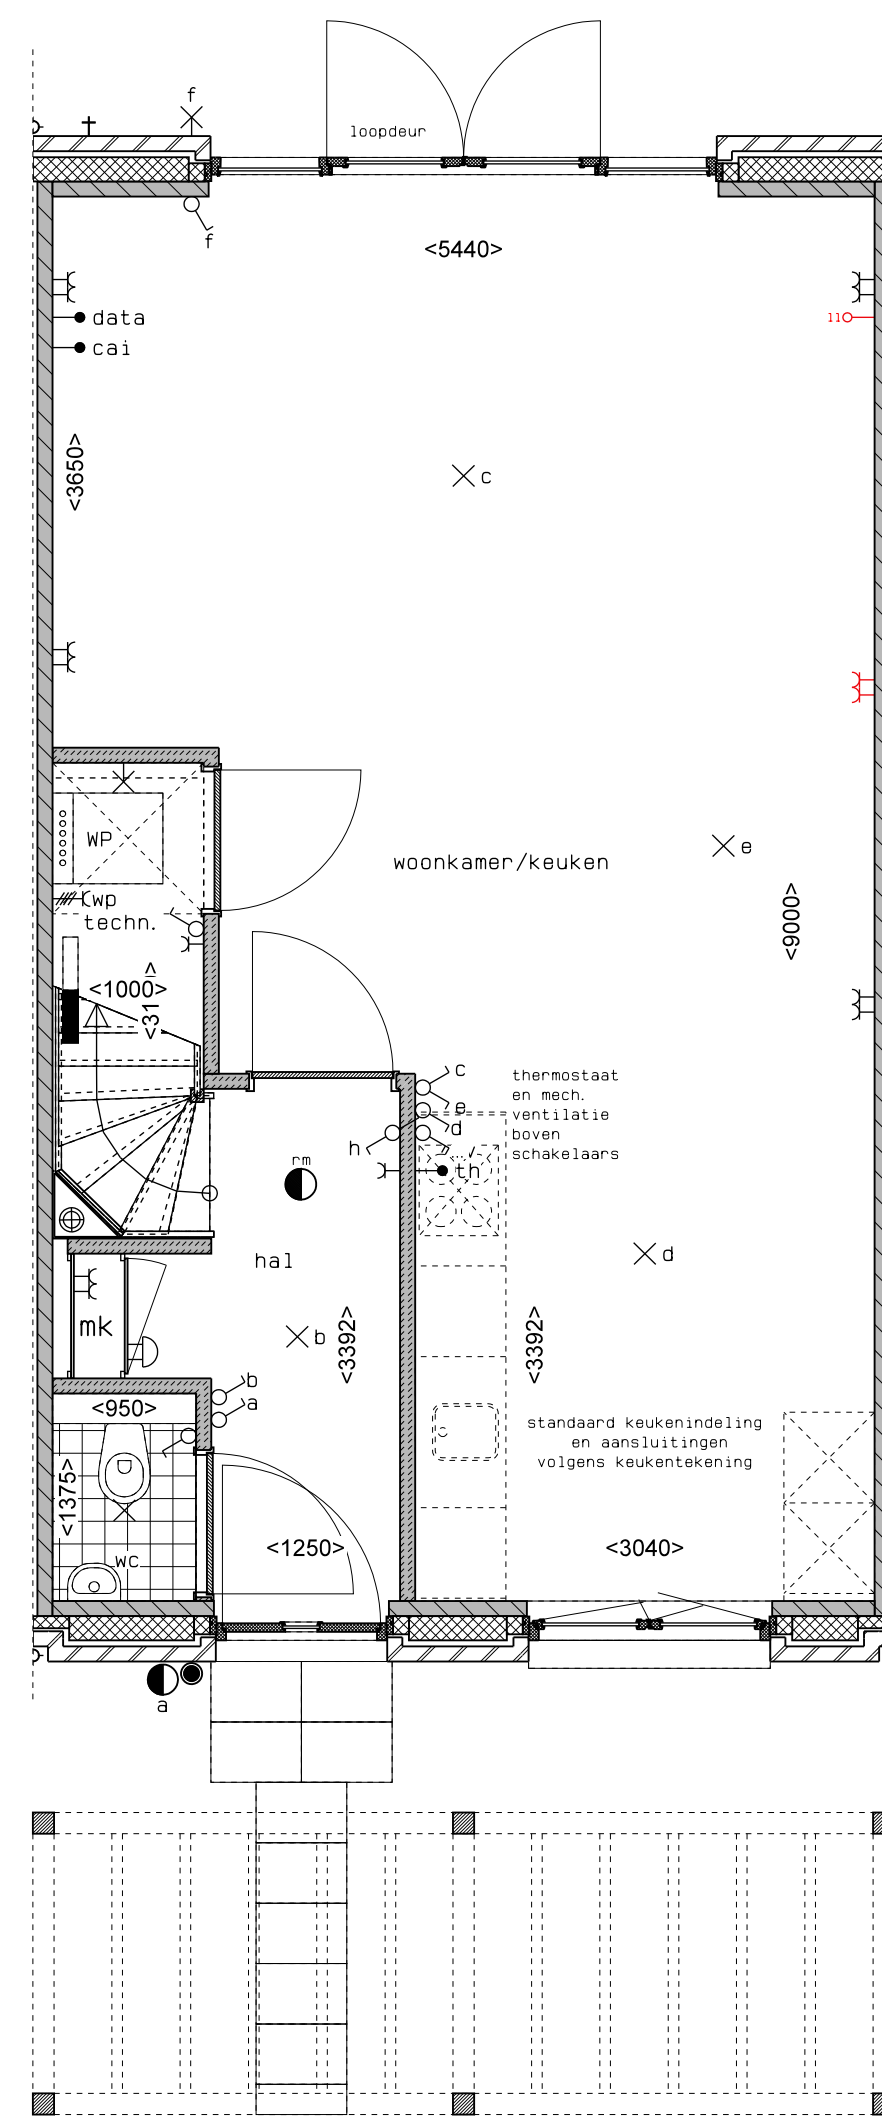 f
loopdeur
f
<5440>
data
cai
ll
<3650>
c
WP
woonkamer/keuken
e
wp
techn.
<9000>
<1000>
<31 >
c
e
d
h
th
thermostaat
en mech.
ventilatie
boven
schakelaars
rm
hal
d
mk
b
<3392>
<3392>
b
a
<950>
standaard keukenindeling
en aansluitingen
volgens keukentekening
<1375>
wc
<1250>
<3040>
a